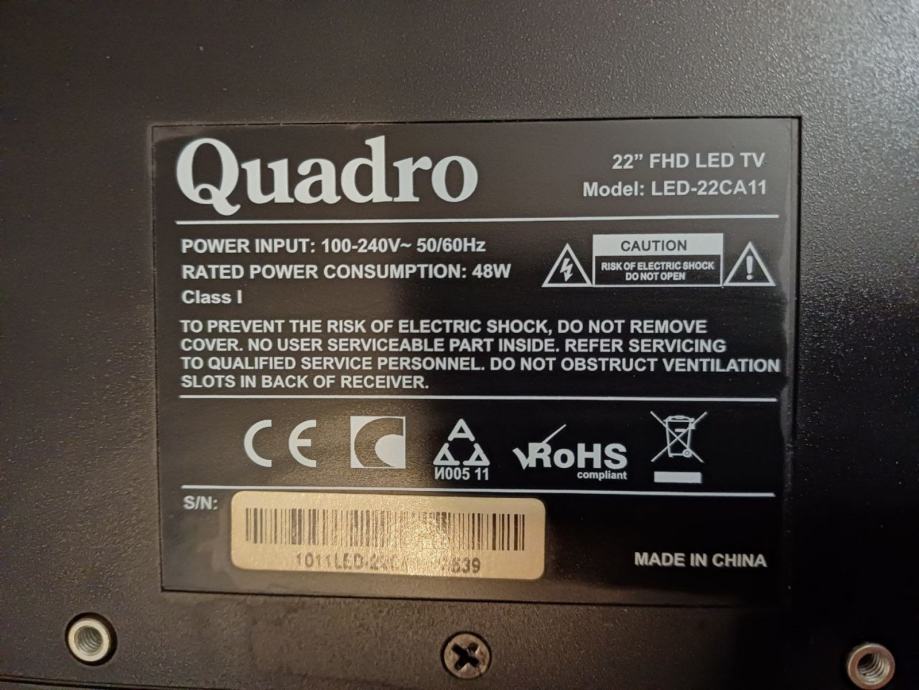 Quadro
22” FHD LED TV
Model: LED-22CA11
POWER INPUT: 100-240V~ 50/60Hz
RATED POWER CONSUMPTION: 48W
Class I
CAUTION
RISK OF ELECTRIC SHOCK
DO NOT OPEN
TO PREVENT THE RISK OF ELECTRIC SHOCK, DO NOT REMOVE
COVER. NO USER SERVICEABLE PART INSIDE. REFER SERVICING
TO QUALIFIED SERVICE PERSONNEL. DO NOT OBSTRUCT VENTILATION
SLOTS IN BACK OF RECEIVER.
CE
A
И005 11
RoHS
compliant
S/N:
MADE IN CHINA